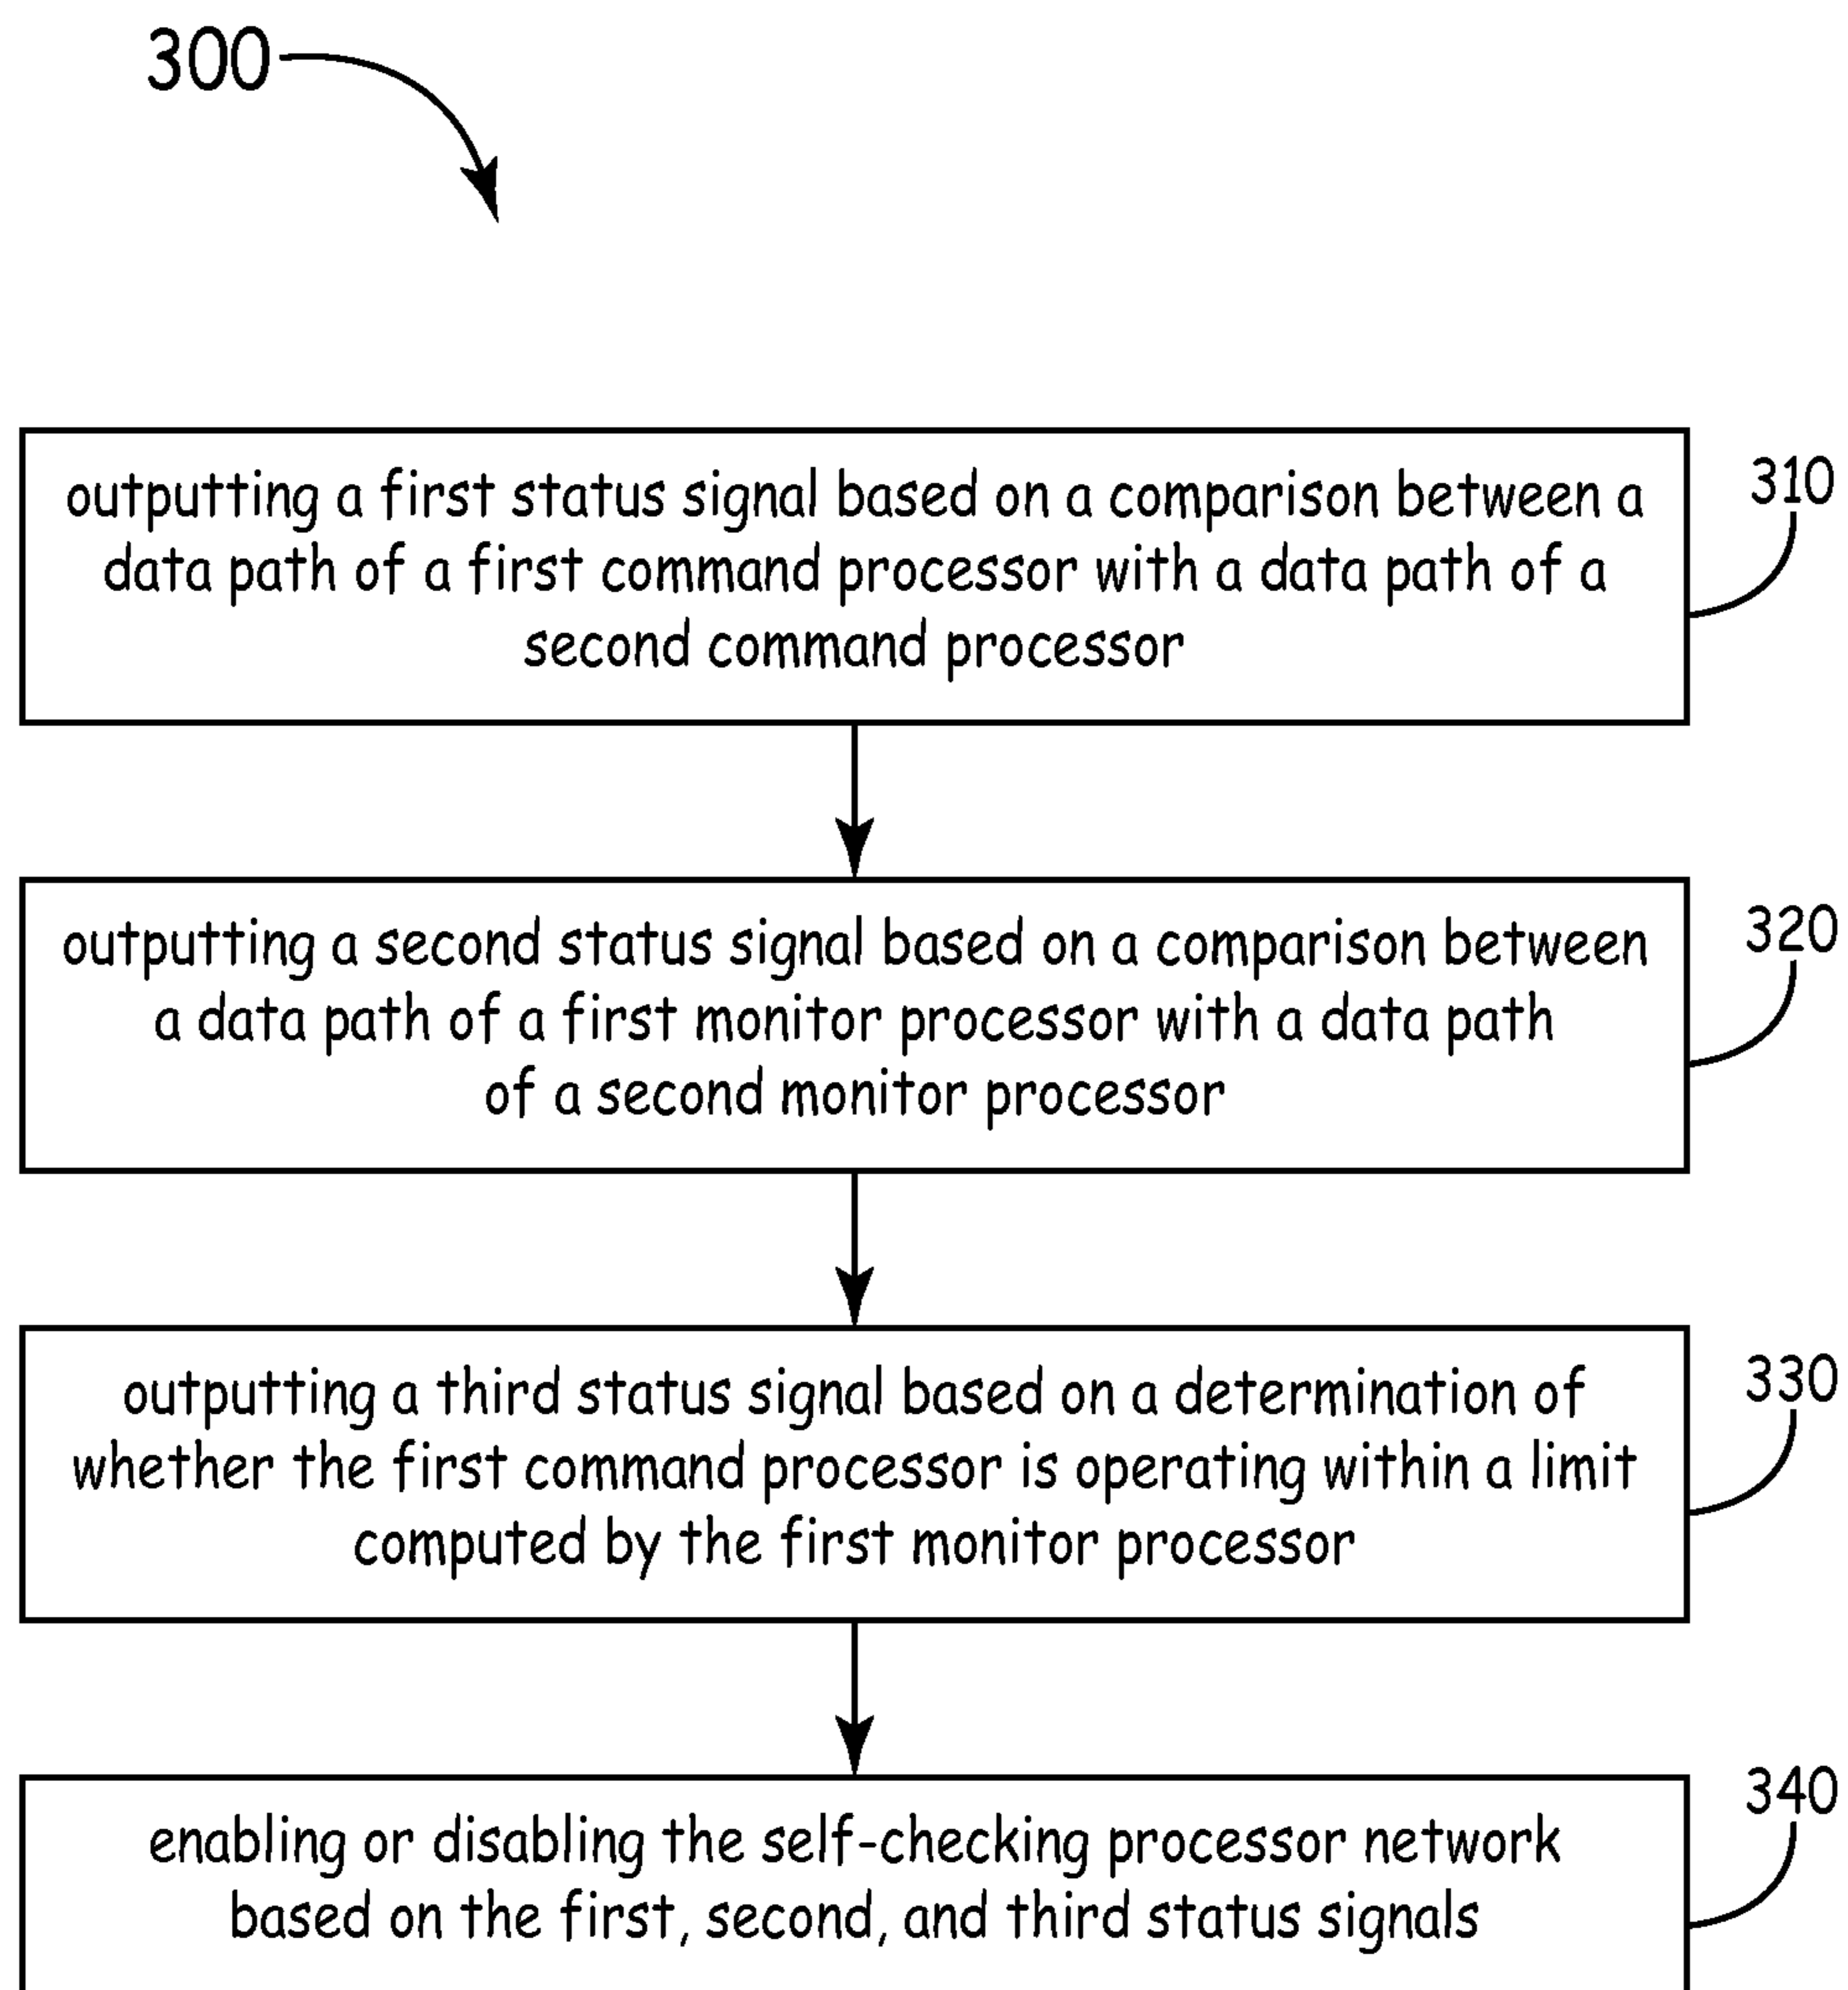 300
outputting a first status signal based on a comparison between a
data path of a first command processor with a data path of a
second command processor
310
outputting a second status signal based on a comparison between
a data path of a first monitor processor with a data path
of a second monitor processor
320
outputting a third status signal based on a determination of
whether the first command processor is operating within a limit
computed by the first monitor processor
330
enabling or disabling the self-checking processor network
based on the first, second, and third status signals
340